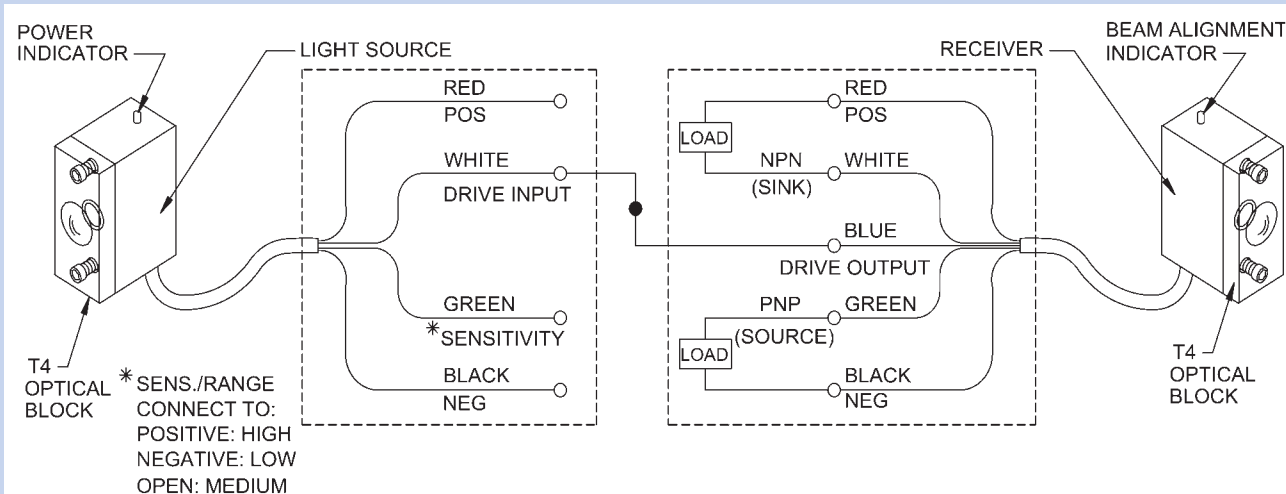 POWER
INDICATOR
LIGHT SOURCE
RED
POS
WHITE
DRIVE INPUT
GREEN
* SENSITIVITY
BLACK
NEG
T4
OPTICAL
BLOCK
* SENS./RANGE
CONNECT TO:
POSITIVE: HIGH
NEGATIVE: LOW
OPEN: MEDIUM
BEAM ALIGNMENT
INDICATOR
RECEIVER
RED
POS
LOAD
NPN
(SINK)
WHITE
BLUE
DRIVE OUTPUT
PNP
(SOURCE)
GREEN
LOAD
BLACK
NEG
T4
OPTICAL
BLOCK